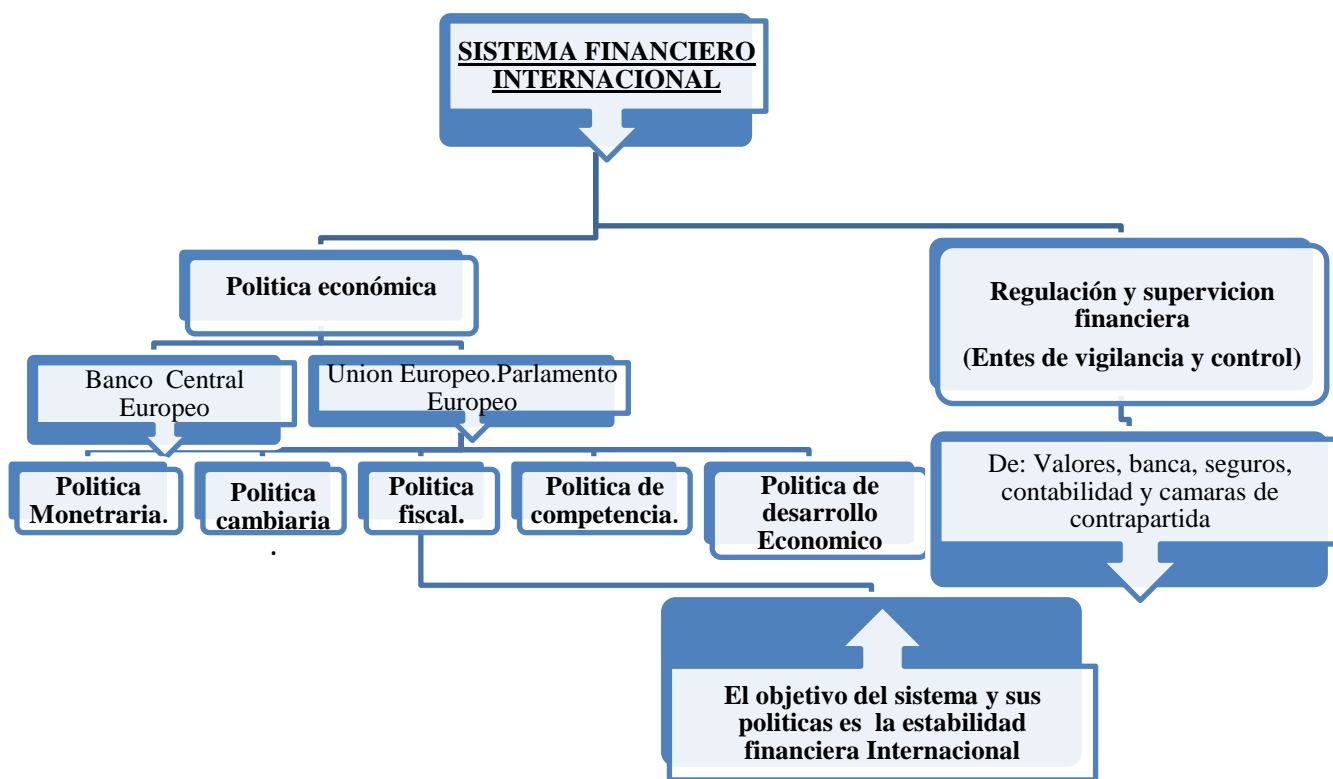 SISTEMA FINANCIERO
INTERNACIONAL
Politica económica
Regulación y supervicion
financiera
(Entes de vigilancia y control)
Banco Central
Europeo
Union Europeo.Parlamento
Europeo
Politica
Monetraria.
Politica
cambiaria
.
Politica
fiscal.
Politica de
competencia.
Politica de
desarrollo
Economico
De: Valores, banca, seguros,
contabilidad y camaras de
contrapartida
El objetivo del sistema y sus
politicas es la estabilidad
financiera Internacional